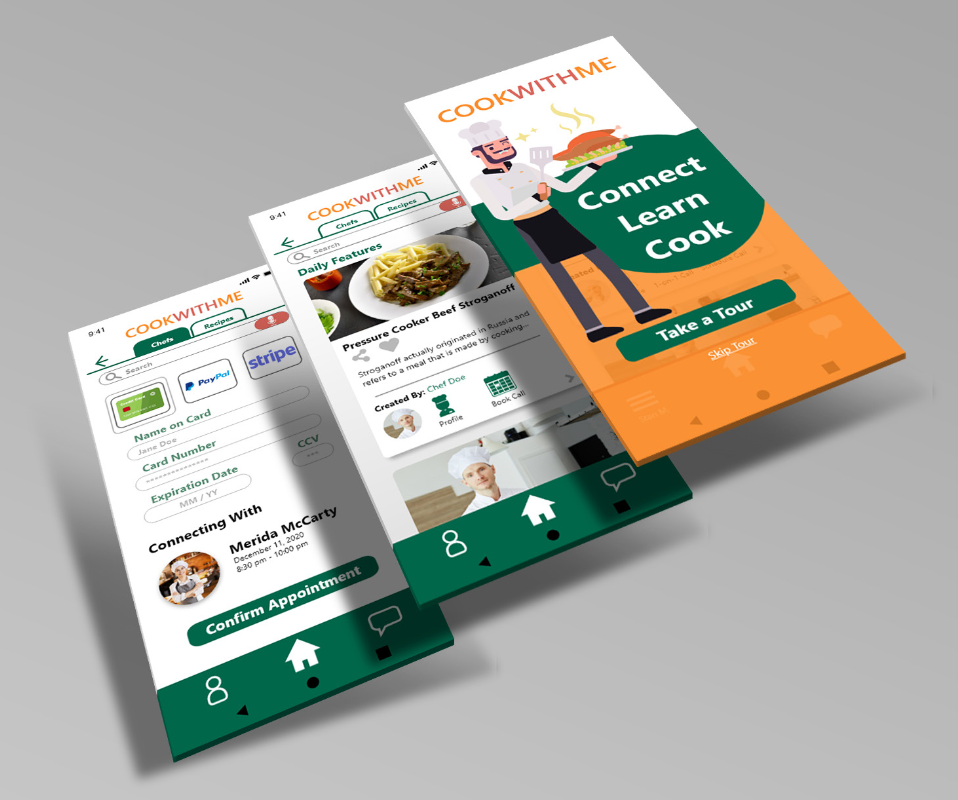 9:41
COOKWITHME
Chefs
Recipes
Search
Credit Card
PayPal
stripe
Name on Card
Jane Doe
Card Number
****************
Expiration Date
CCV
MM / YY
***
Connecting With
Merida McCarty
December 11, 2020
8:30 pm - 10:00 pm
Confirm Appointment
9:41
COOKWITHME
Chefs
Recipes
Search
Daily Features
Pressure Cooker Beef Stroganoff
Stroganoff actually originated in Russia and
refers to a meal that is made by cooking...
Created By: Chef Doe
Profile
Book Call
COOKWITHME
Connect
Learn
Cook
Take a Tour
Skip Tour